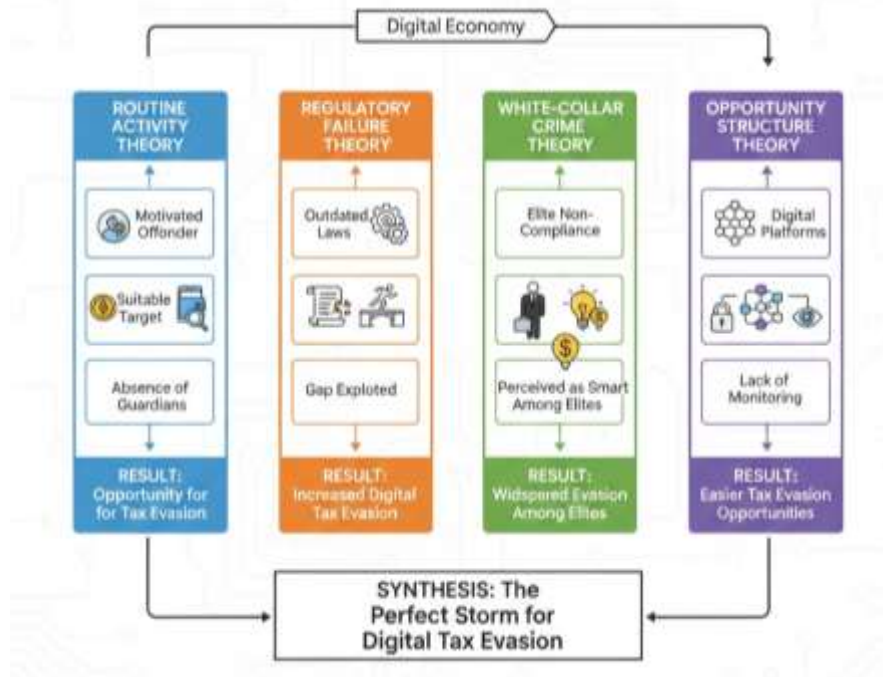 Digital Economy
ROUTINE
ACTIVITY
THEORY
Motivated
Offonder
Suitable
Target
Absence of
Guardians
RESULT:
Opportunity for
for Tax Evasion
REGULATORY
FAILURE
THEORY
Outdated
Laws
Gap Exploted
RESULT:
Increased Digital
Tax Evasion
WHITE-COLLAR
CRIME
THEORY
Elite Non-
Compliance
$
$
Perceived as Smart
Among Elites
RESULT:
Widspered Evasion
Among Elites
OPPORTUNITY
STRUCTURE
THEORY
Digital
Platforms
Lack of
Monitoring
RESULT:
Easier Tax Evasion
Opportunities
SYNTHESIS: The
Perfect Storm for
Digital Tax Evasion